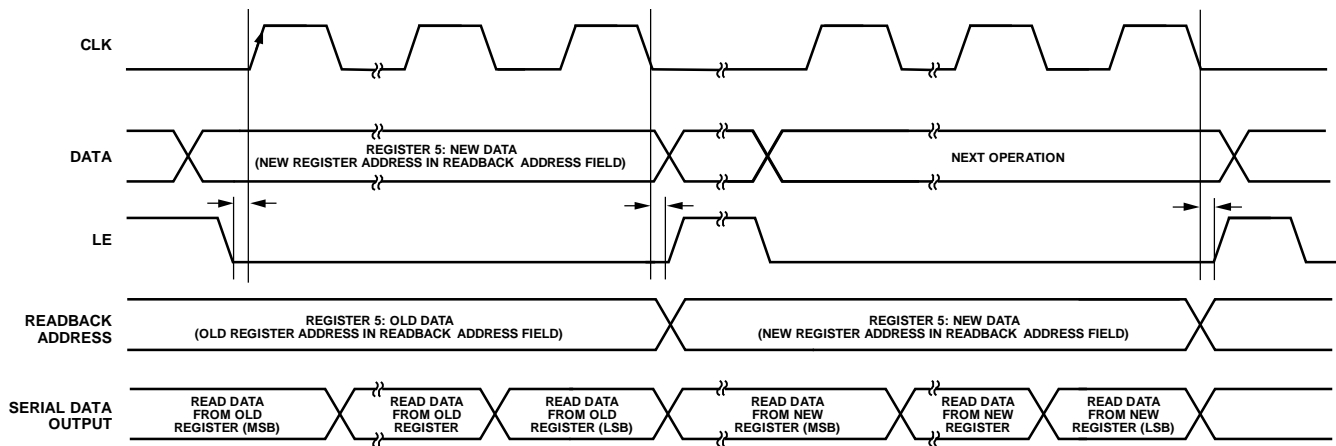 CLK
DATA
REGISTER 5: NEW DATA
(NEW REGISTER ADDRESS IN READBACK ADDRESS FIELD)
NEXT OPERATION
LE
READBACK
ADDRESS
REGISTER 5: OLD DATA
(OLD REGISTER ADDRESS IN READBACK ADDRESS FIELD)
REGISTER 5: NEW DATA
(NEW REGISTER ADDRESS IN READBACK ADDRESS FIELD)
SERIAL DATA
OUTPUT
READ DATA
FROM OLD
REGISTER (MSB)
READ DATA
FROM OLD
REGISTER
READ DATA
FROM OLD
REGISTER (LSB)
READ DATA
FROM NEW
REGISTER (MSB)
READ DATA
FROM NEW
REGISTER
READ DATA
FROM NEW
REGISTER (LSB)